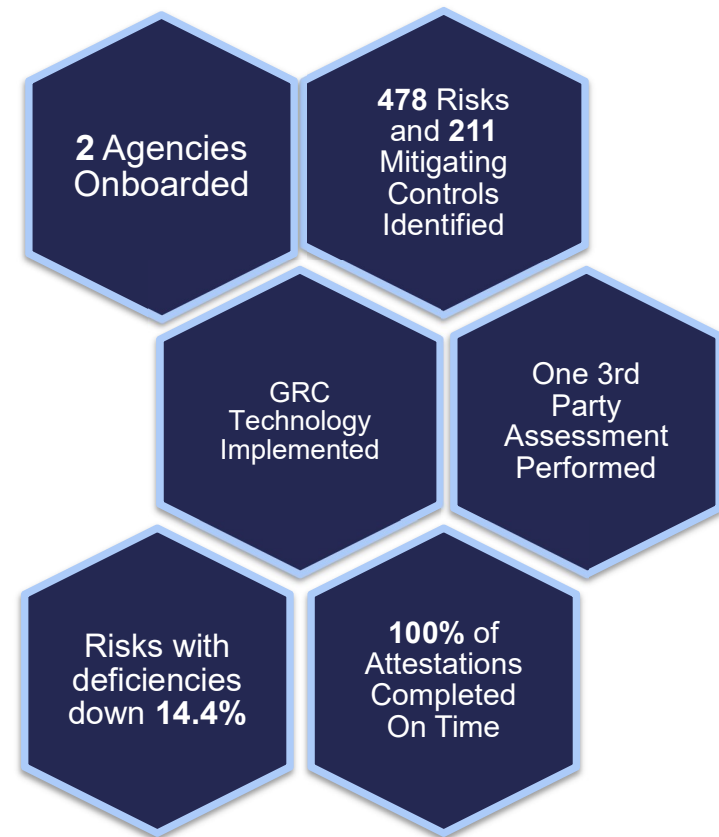 2 Agencies
Onboarded
478 Risks
and 211
Mitigating
Controls
Identified
GRC
Technology
Implemented
One 3rd
Party
Assessment
Performed
Risks with
deficiencies
down 14.4%
100% of
Attestations
Completed
On Time